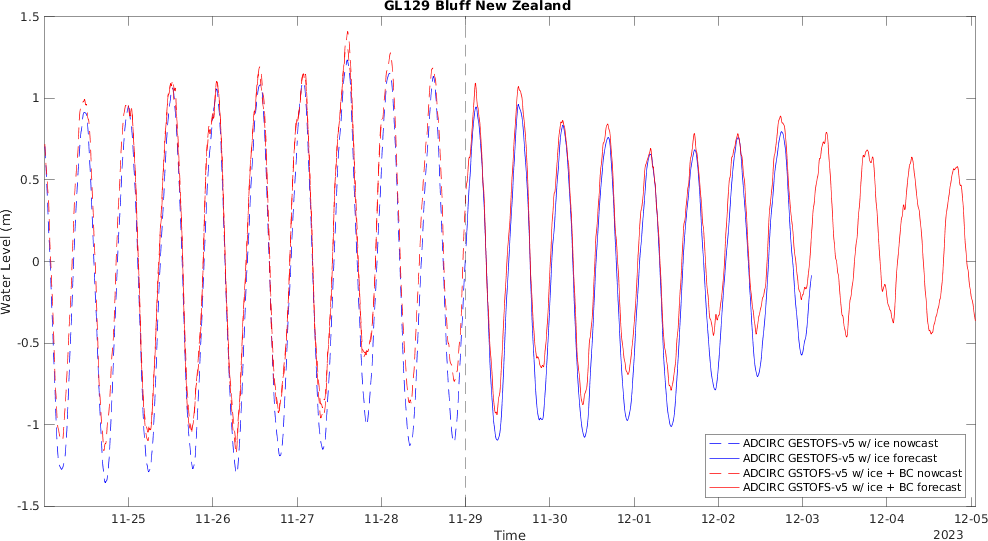 GL129 Bluff New Zealand
1.5
1
0.5
0
-0.5
-1
-1.5
Water Level (m)
11-25 11-26 11-27 11-28 11-29 11-30 12-01 12-02 12-03 12-04 12-05
Time
2023
ADCIRC GESTOFS-v5 w/ ice nowcast
ADCIRC GESTOFS-v5 w/ ice forecast
ADCIRC GSTOFS-v5 w/ ice + BC nowcast
ADCIRC GSTOFS-v5 w/ ice + BC forecast